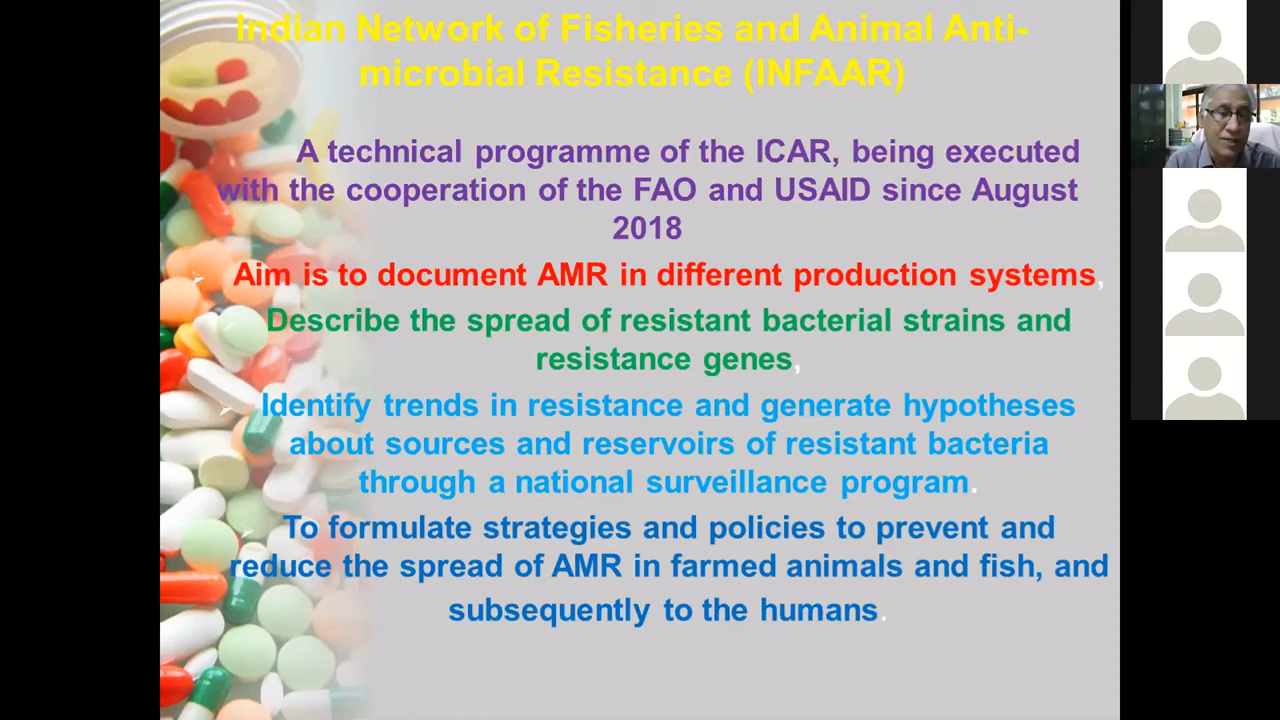 Indian Network of Fisheries and Animal Anti-
microbial Resistance (INFAAR)
A technical programme of the ICAR, being executed
with the cooperation of the FAO and USAID since August
2018
Aim is to document AMR in different production systems,
Describe the spread of resistant bacterial strains and
resistance genes,
Identify trends in resistance and generate hypotheses
about sources and reservoirs of resistant bacteria
through a national surveillance program.
To formulate strategies and policies to prevent and
reduce the spread of AMR in farmed animals and fish, and
subsequently to the humans.